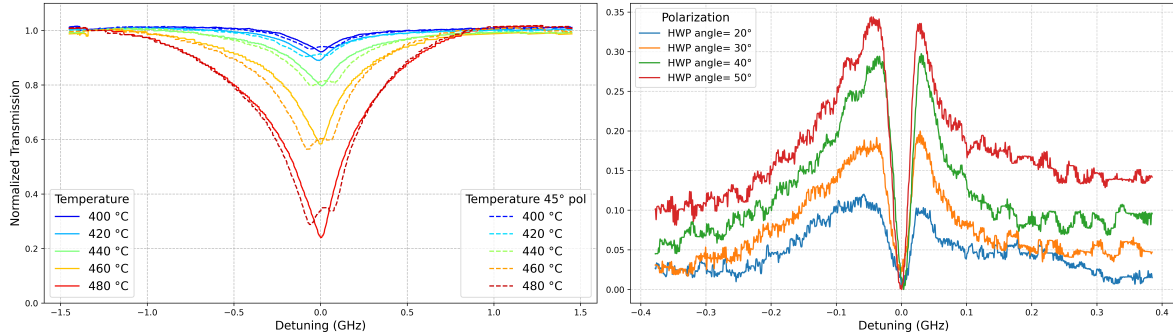 1.0
0.8
0.6
0.4
0.2
0.0
Normalized Transmission
Temperature
400 °C
420 °C
440 °C
460 °C
480 °C
Temperature 45° pol
400 °C
420 °C
440 °C
460 °C
480 °C
−1.5 −1.0 −0.5 0.0 0.5 1.0 1.5
Detuning (GHz)
0.35
0.30
0.25
0.20
0.15
0.10
0.05
0.00
Polarization
HWP angle= 20°
HWP angle= 30°
HWP angle= 40°
HWP angle= 50°
−0.4 −0.3 −0.2 −0.1 0.0 0.1 0.2 0.3 0.4
Detuning (GHz)